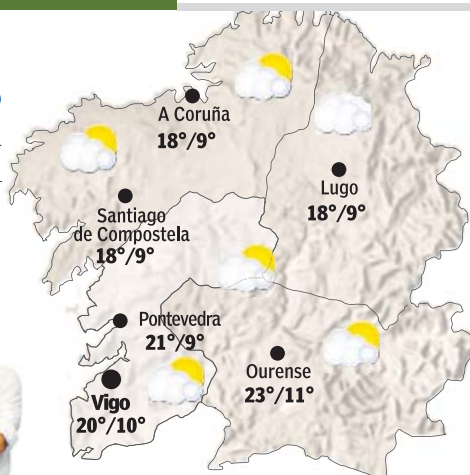 A Coruña
18°/9°
Lugo
18°/9°
Santiago
de Compostela
18°/9°
Pontevedra
21°/9°
Ourense
23°/11°
Vigo
20°/10°